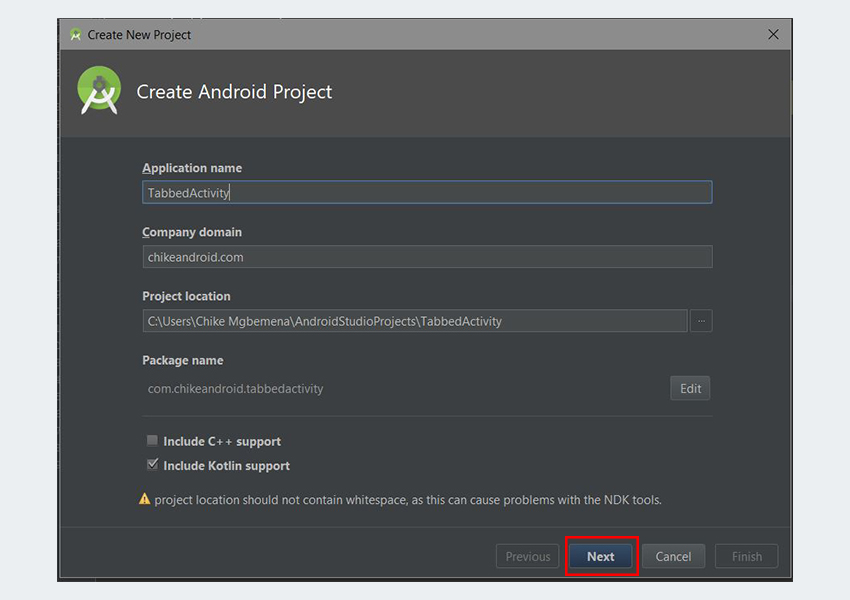 Create New Project
Create Android Project
Application name
TabbedActivity
Company domain
chikeandroid.com
Project location
C:\Users\Chike Mgbemena\AndroidStudioProjects\TabbedActivity
...
Package name
com.chikeandroid.tabbedactivity
Edit
Include C++ support
Include Kotlin support
project location should not contain whitespace, as this can cause problems with the NDK tools.
Previous Next Cancel Finish